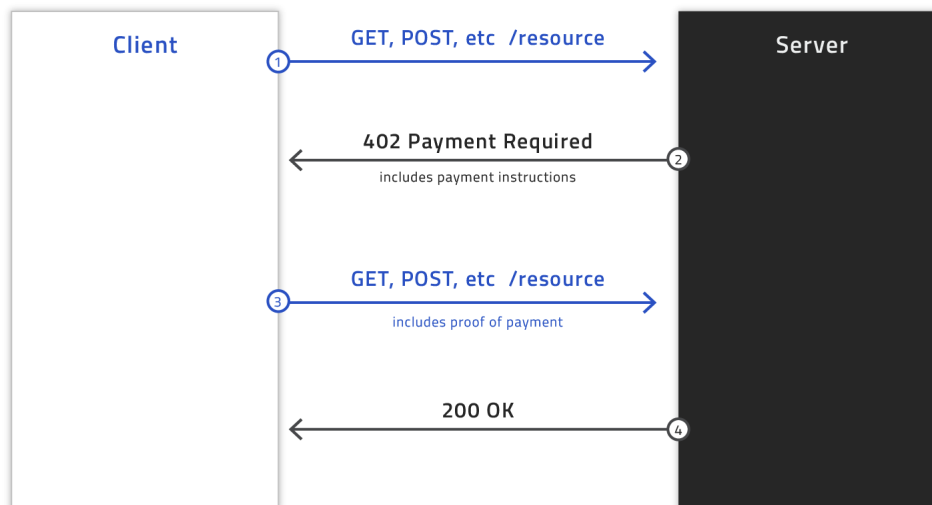 Client
Server
GET, POST, etc  /resource
1
402 Payment Required
2
includes payment instructions
GET, POST, etc  /resource
3
includes proof of payment
200 OK
4